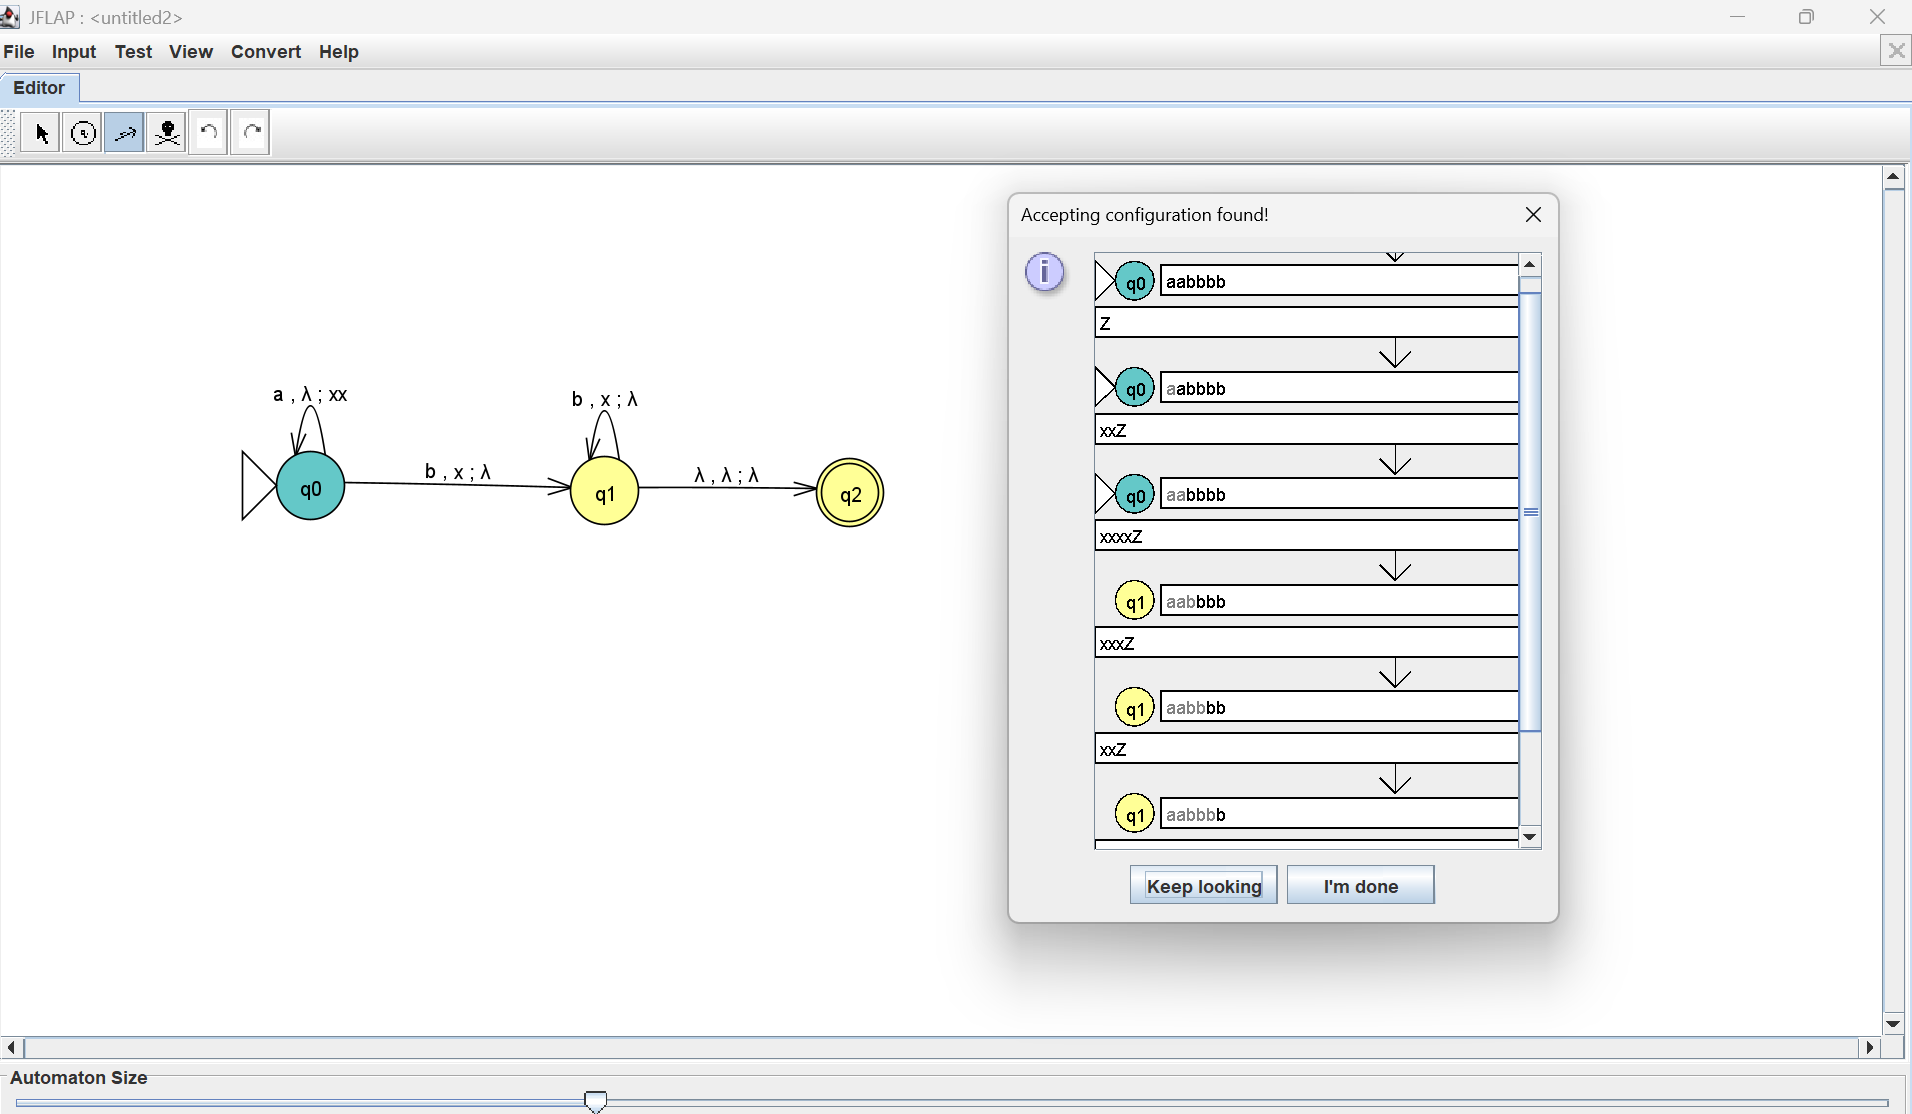 JFLAP : <untitled2>
File Input Test View Convert Help
Editor
a , λ ; xx
b , x ; λ
b , x ; λ
λ , λ ; λ
q0
q1
q2
Accepting configuration found!
i
q0 aabbbb
Z
q0 aabbbb
xxZ
q0 aabbbb
xxxxZ
q1 aabbbb
xxxZ
q1 aabbbb
xxZ
q1 aabbbb
Keep looking I'm done
Automaton Size